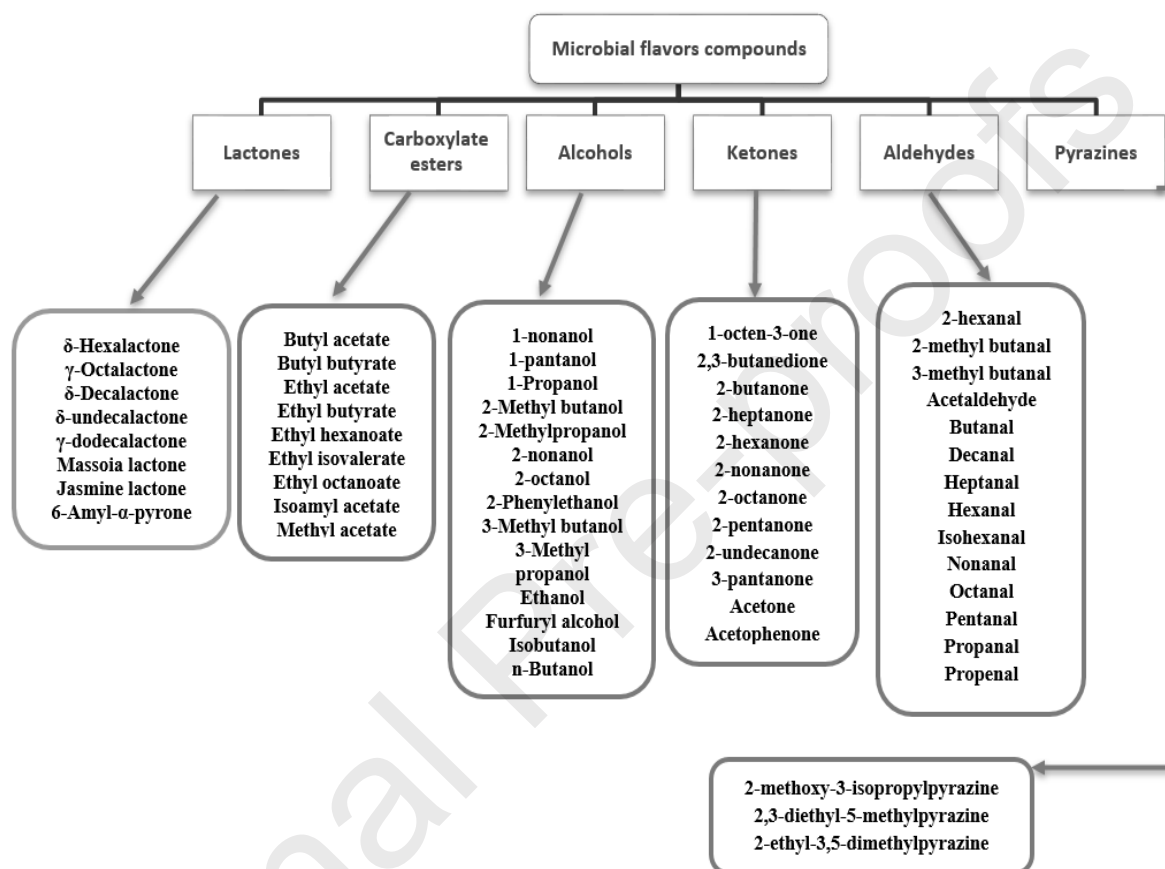 Microbial flavors compounds
Lactones
Carboxylate
esters
Alcohols
Ketones
Aldehydes
Pyrazines
δ-Hexalactone
γ-Octalactone
δ-Decalactone
δ-undecalactone
γ-dodecalactone
Massoia lactone
Jasmine lactone
6-Amyl-α-pyrone
Butyl acetate
Butyl butyrate
Ethyl acetate
Ethyl butyrate
Ethyl hexanoate
Ethyl isovalerate
Ethyl octanoate
Isoamyl acetate
Methyl acetate
1-nonanol
1-pantanol
1-Propanol
2-Methyl butanol
2-Methylpropanol
2-nonanol
2-octanol
2-Phenylethanol
3-Methyl butanol
3-Methyl
propanol
Ethanol
Furfuryl alcohol
Isobutanol
n-Butanol
1-octen-3-one
2,3-butanedione
2-butanone
2-heptanone
2-hexanone
2-nonanone
2-octanone
2-pentanone
2-undecanone
3-pantanone
Acetone
Acetophenone
2-hexanal
2-methyl butanal
3-methyl butanal
Acetaldehyde
Butanal
Decanal
Heptanal
Hexanal
Isohexanal
Nonanal
Octanal
Pentanal
Propanal
Propenal
2-methoxy-3-isopropylpyrazine
2,3-diethyl-5-methylpyrazine
2-ethyl-3,5-dimethylpyrazine
nal Pre-proofs